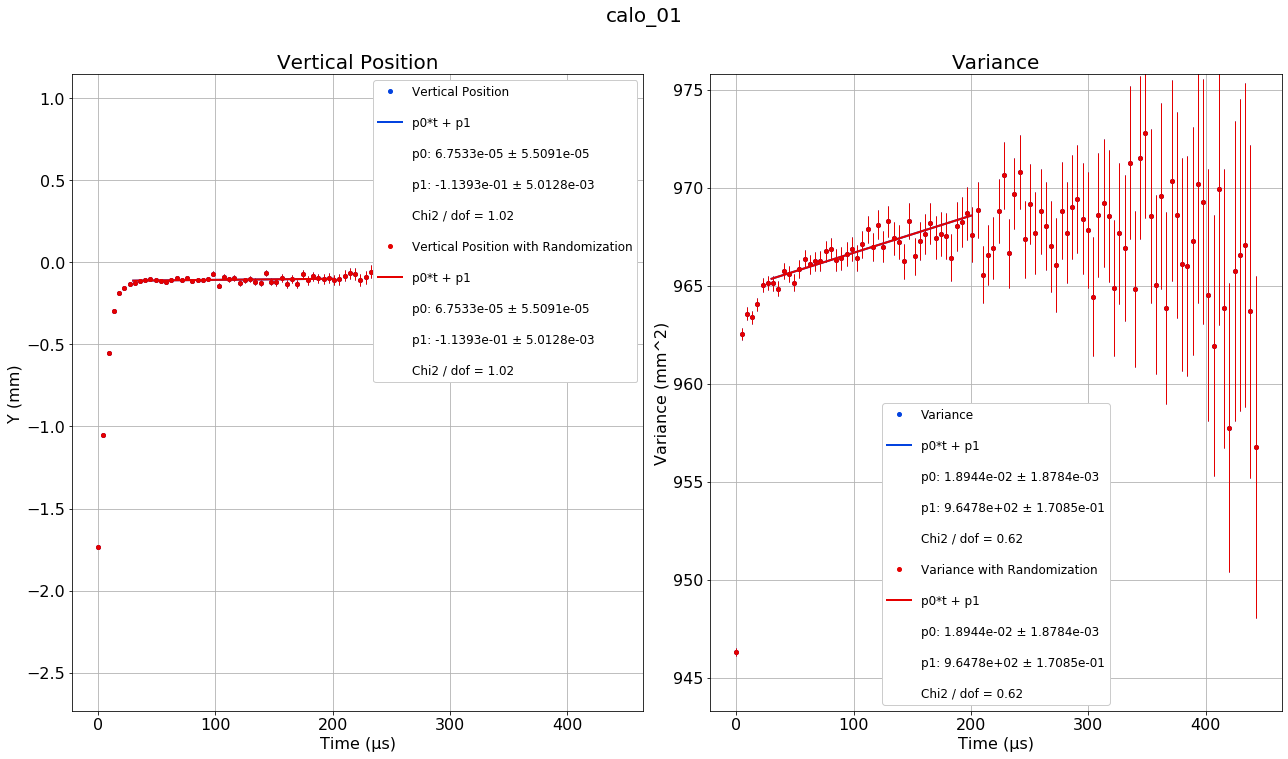 calo_01
Vertical Position
1.0
0.5
0.0
−0.5
−1.0
−1.5
−2.0
−2.5
Y (mm)
0
100
200
300
400
Time (μs)
Vertical Position
p0*t + p1
p0: 6.7533e-05 ± 5.5091e-05
p1: -1.1393e-01 ± 5.0128e-03
Chi2 / dof = 1.02
Vertical Position with Randomization
p0*t + p1
p0: 6.7533e-05 ± 5.5091e-05
p1: -1.1393e-01 ± 5.0128e-03
Chi2 / dof = 1.02
Variance
975
970
965
960
955
950
945
Variance (mm^2)
0
100
200
300
400
Time (μs)
Variance
p0*t + p1
p0: 1.8944e-02 ± 1.8784e-03
p1: 9.6478e+02 ± 1.7085e-01
Chi2 / dof = 0.62
Variance with Randomization
p0*t + p1
p0: 1.8944e-02 ± 1.8784e-03
p1: 9.6478e+02 ± 1.7085e-01
Chi2 / dof = 0.62